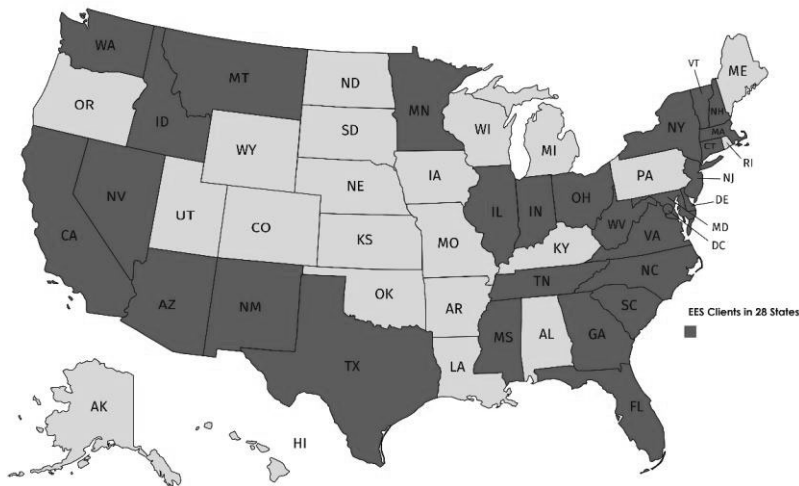 WA
MT
ND
MN
VT
ME
OR
ID
SD
WI
MI
NY
NH
MA
CT
RI
WY
IA
PA
NJ
NE
OH
DE
NV
IL
IN
WV
MD
UT
CO
VA
DC
CA
KS
MO
KY
NC
TN
AZ
NM
OK
AR
SC
EES Clients in 28 States
MS
AL
GA
TX
LA
AK
FL
HI